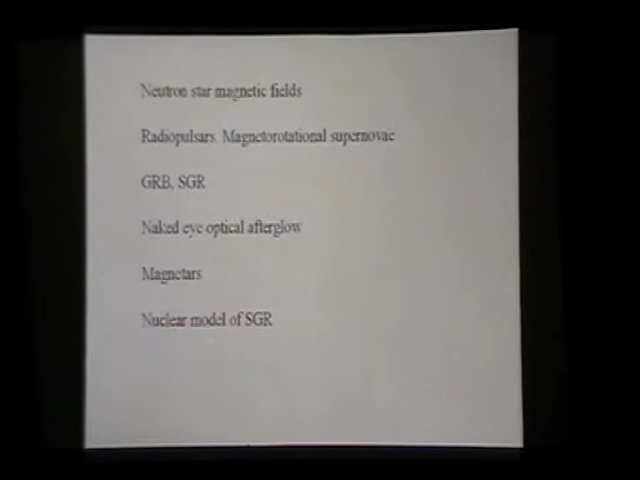 Neutron star magnetic fields
Radiopulsars. Magnetorotational supernovae
GRB, SGR
Naked eye optical afterglow
Magnetars
Nuclear model of SGR